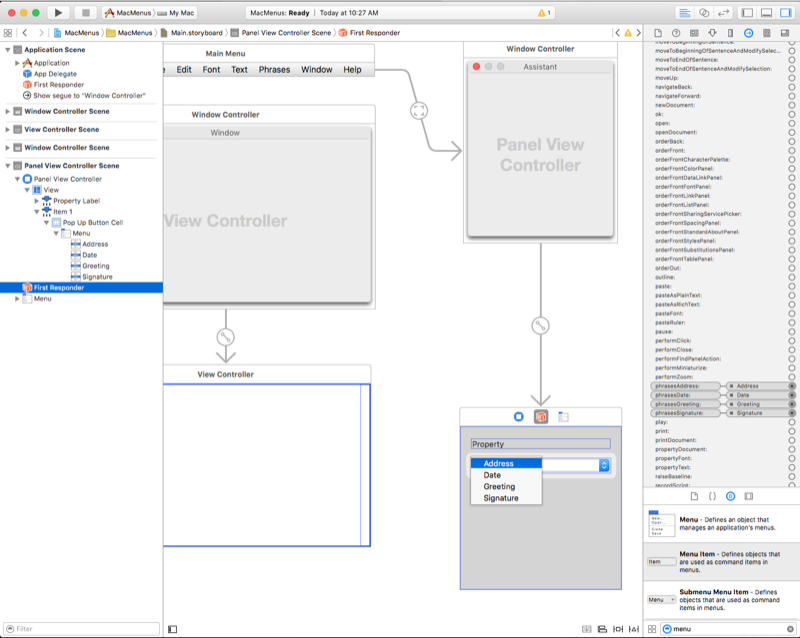 MacMenus
My Mac
MacMenus: Ready | Today at 10:27 AM
1
MacMenus
MacMenus
Main.storyboard
Panel View Controller Scene
First Responder
Application Scene
Application
App Delegate
First Responder
Show segue to "Window Controller"
Window Controller Scene
View Controller Scene
Window Controller Scene
Panel View Controller Scene
Panel View Controller
View
Property Label
Item 1
Pop Up Button Cell
Menu
Address
Date
Greeting
Signature
First Responder
Menu
Filter
Main Menu
Edit Font Text Phrases Window Help
Window Controller
Window
View Controller
View Controller
Window Controller
Assistant
Panel View
Controller
Property
Address
Date
Greeting
Signature
moveToBeginningOfSentence:
moveToBeginningOfSentenceAndModifySelec...
moveToEndOfSentence:
moveToEndOfSentenceAndModifySelection:
moveUp:
navigateBack:
navigateForward:
newDocument:
ok:
open:
openDocument:
orderBack:
orderFront:
orderFrontCharacterPalette:
orderFrontColorPanel:
orderFrontDataLinkPanel:
orderFrontFontPanel:
orderFrontLinkPanel:
orderFrontListPanel:
orderFrontSharingServicePicker:
orderFrontSpacingPanel:
orderFrontStandardAboutPanel:
orderFrontStylesPanel:
orderFrontSubstitutionsPanel:
orderFrontTablePanel:
orderOut:
outline:
paste:
pasteAsPlainText:
pasteAsRichText:
pasteFont:
pasteRuler:
pause:
performClick:
performClose:
performFindPanelAction:
performMiniaturize:
performZoom:
phrasesAddress: Address
phrasesDate: Date
phrasesGreeting: Greeting
phrasesSignature: Signature
play:
print:
printDocument:
propertyDocument:
propertyFont:
propertyText:
raiseBaseline:
recordScript:
Menu - Defines an object that
manages an application's menus.
Item
Menu Item - Defines objects that
are used as command items in
menus.
Menu
Submenu Menu Item - Defines
objects that are used as command
items in menus.
menu